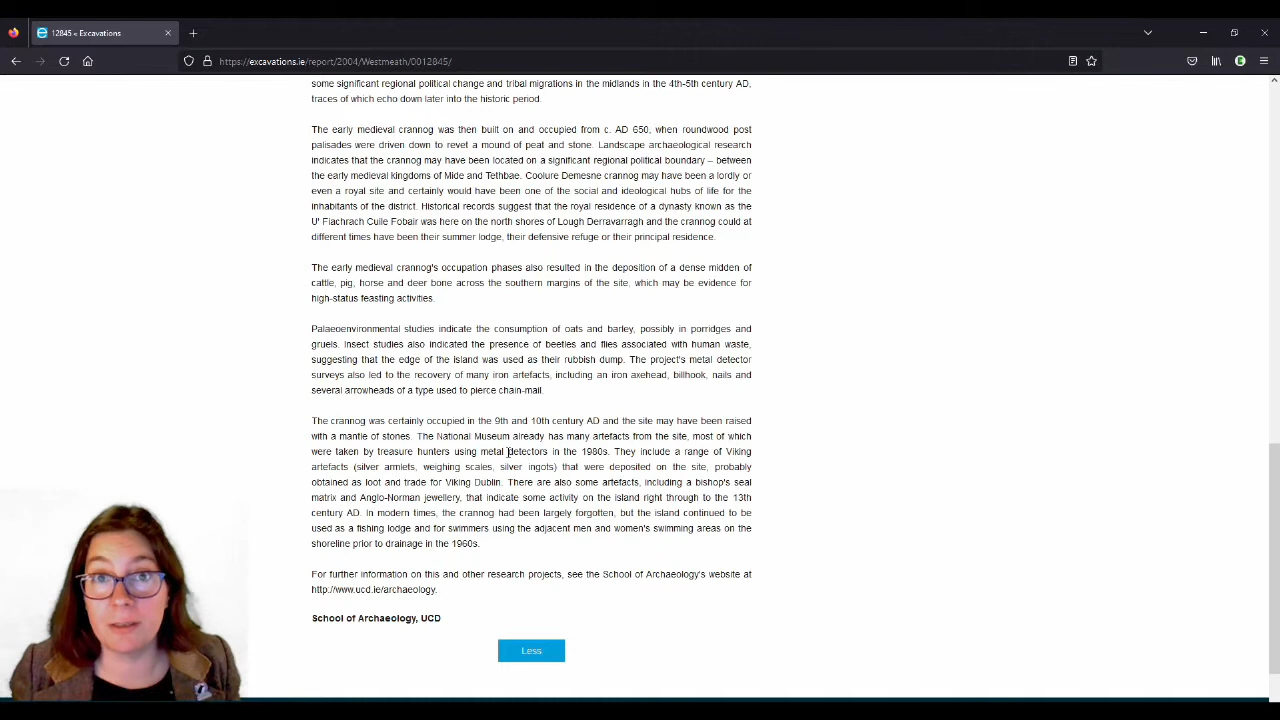 12845 « Excavations
https://excavations.ie/report/2004/Westmeath/0012845/
some significant regional political change and tribal migrations in the midlands in the 4th-5th century AD,
traces of which echo down later into the historic period.
The early medieval crannog was then built on and occupied from c. AD 650, when roundwood post
palisades were driven down to revet a mound of peat and stone. Landscape archaeological research
indicates that the crannog may have been located on a significant regional political boundary – between
the early medieval kingdoms of Mide and Tethbae. Coolure Demesne crannog may have been a lordly or
even a royal site and certainly would have been one of the social and ideological hubs of life for the
inhabitants of the district. Historical records suggest that the royal residence of a dynasty known as the
U' Fiachrach Cuile Fobair was here on the north shores of Lough Derravarragh and the crannog could at
different times have been their summer lodge, their defensive refuge or their principal residence.
The early medieval crannog's occupation phases also resulted in the deposition of a dense midden of
cattle, pig, horse and deer bone across the southern margins of the site, which may be evidence for
high-status feasting activities.
Palaeoenvironmental studies indicate the consumption of oats and barley, possibly in porridges and
gruels. Insect studies also indicated the presence of beetles and flies associated with human waste,
suggesting that the edge of the island was used as their rubbish dump. The project's metal detector
surveys also led to the recovery of many iron artefacts, including an iron axehead, billhook, nails and
several arrowheads of a type used to pierce chain-mail.
The crannog was certainly occupied in the 9th and 10th century AD and the site may have been raised
with a mantle of stones. The National Museum already has many artefacts from the site, most of which
were taken by treasure hunters using metal detectors in the 1980s. They include a range of Viking
artefacts (silver armlets, weighing scales, silver ingots) that were deposited on the site, probably
obtained as loot and trade for Viking Dublin. There are also some artefacts, including a bishop's seal
matrix and Anglo-Norman jewellery, that indicate some activity on the island right through to the 13th
century AD. In modern times, the crannog had been largely forgotten, but the island continued to be
used as a fishing lodge and for swimmers using the adjacent men and women's swimming areas on the
shoreline prior to drainage in the 1960s.
For further information on this and other research projects, see the School of Archaeology's website at
http://www.ucd.ie/archaeology.
School of Archaeology, UCD
Less